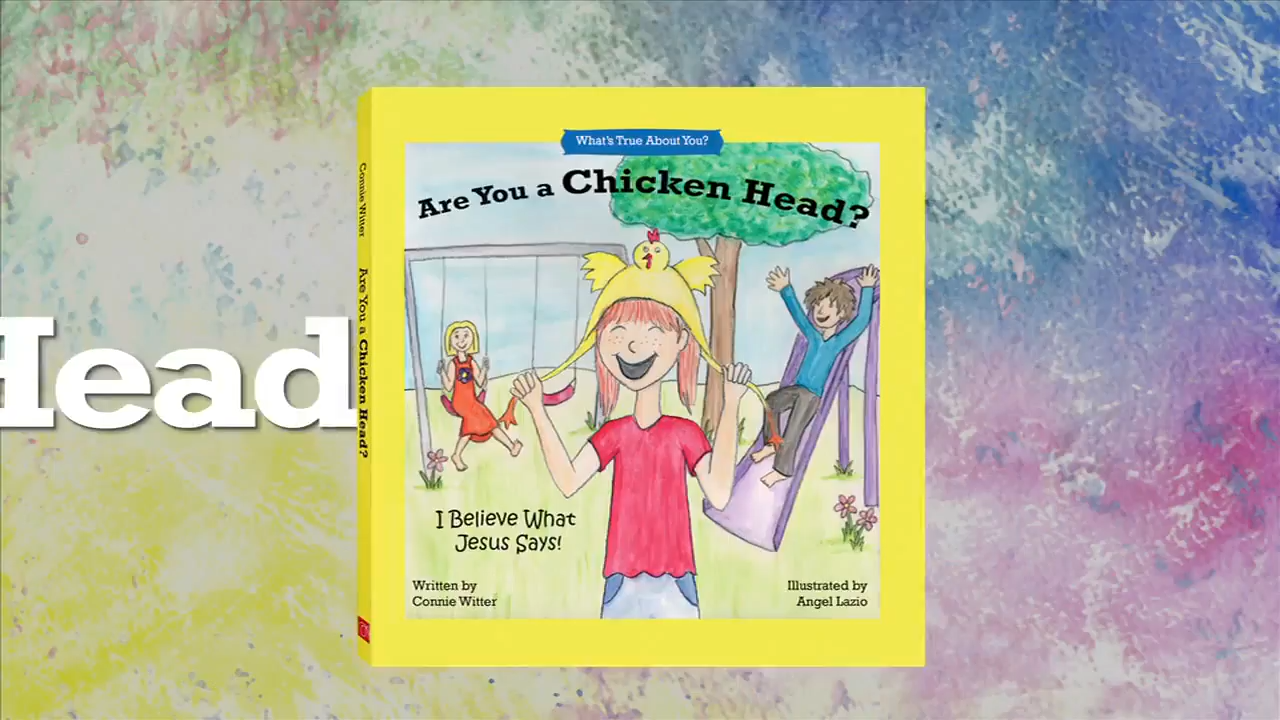 What's True About You?
Are You a Chicken Head?
Head
Connie Witter
Are You a Chicken Head?
I Believe What
Jesus Says!
Written by
Connie Witter
Illustrated by
Angel Lazio